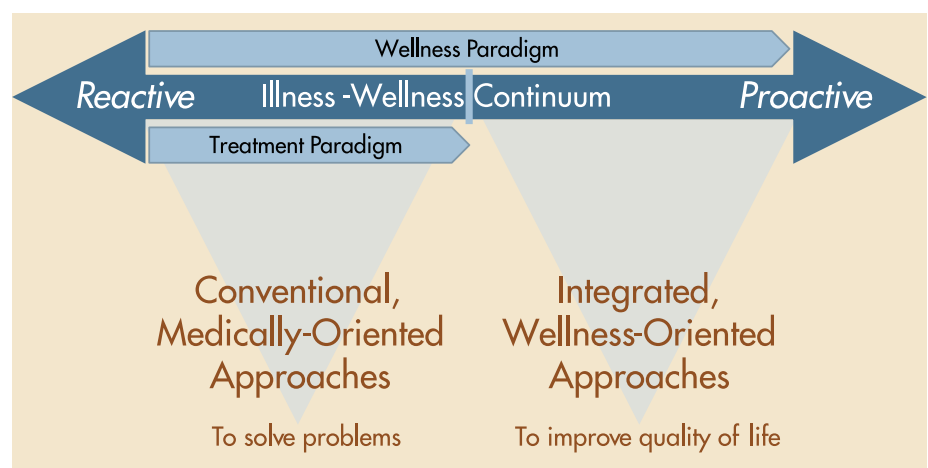 Wellness Paradigm
Reactive Illness -Wellness Continuum Proactive
Treatment Paradigm
Conventional,
Medically-Oriented
Approaches
To solve problems
Integrated,
Wellness-Oriented
Approaches
To improve quality of life